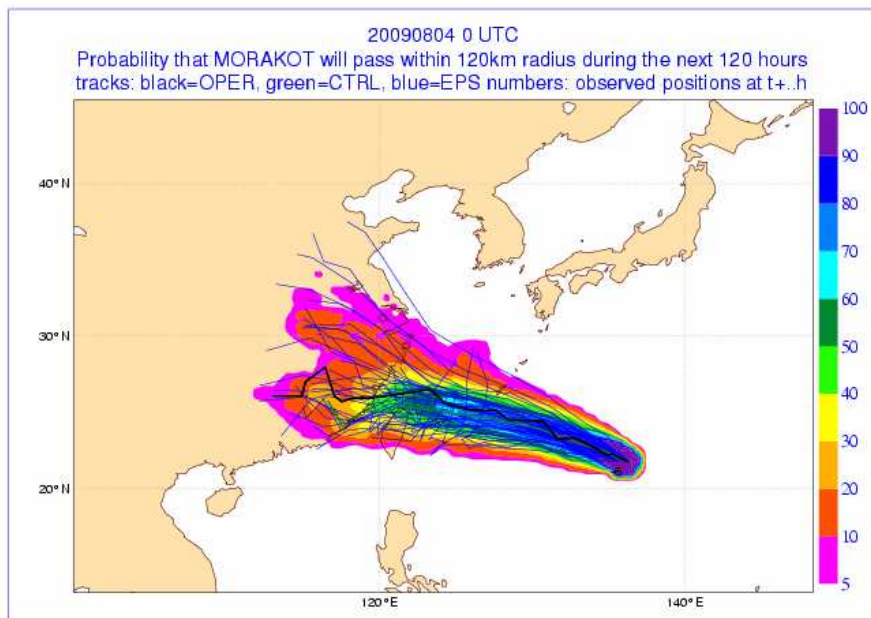 20090804 0 UTC
Probability that MORAKOT will pass within 120km radius during the next 120 hours
tracks: black=OPER, green=CTRL, blue=EPS numbers: observed positions at t+..h
100
90
80
70
60
50
40
30
20
10
5
40°N
30°N
20°N
120°E
140°E